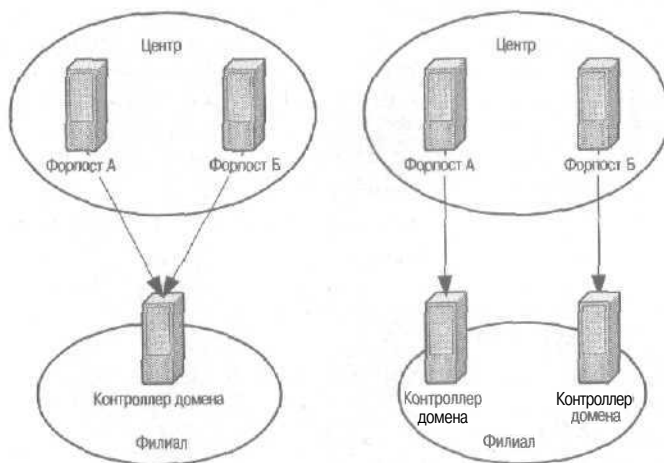 Центр
Форпост А
Форпост Б
Контроллер домена
Филиал
Центр
Форпост А
Форпост Б
Контроллер
домена
Контроллер
домена
Филиал